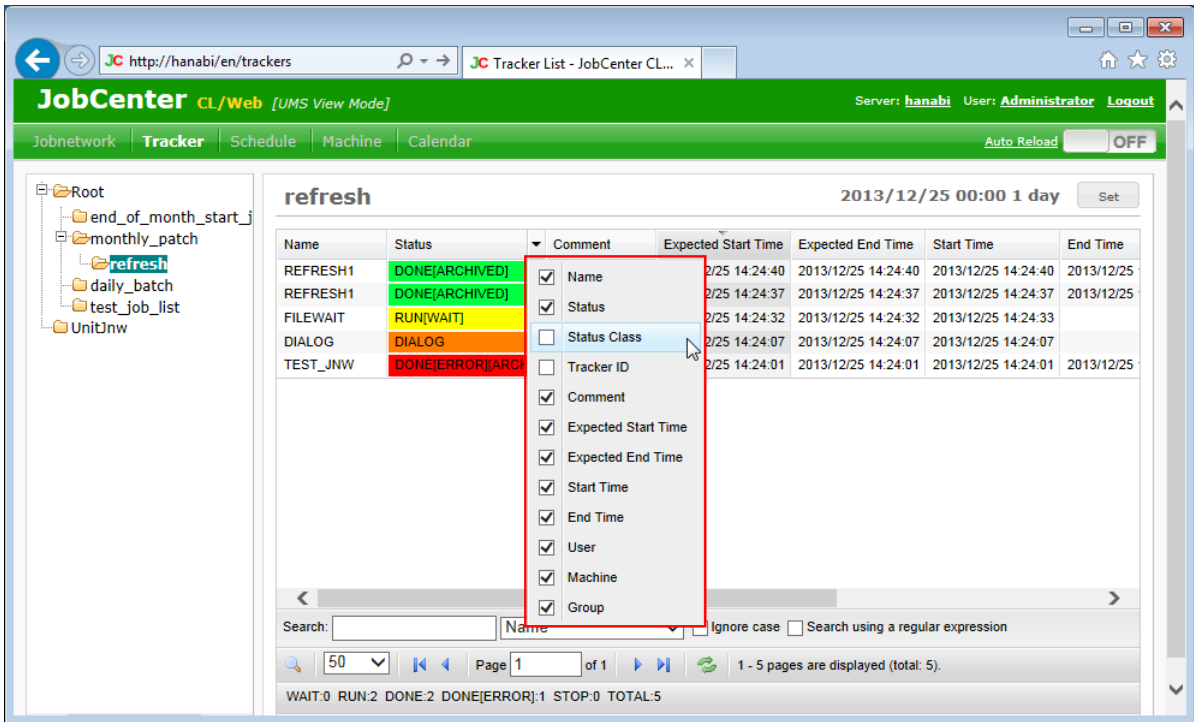 JC http://hanabi/en/trackers
JC Tracker List - JobCenter CL...
JobCenter CL/Web [UMS View Mode]
Server: hanabi User: Administrator Logout
Jobnetwork Tracker Schedule Machine Calendar
Auto Reload OFF
Root
end_of_month_start_j
monthly_patch
refresh
daily_batch
test_job_list
UnitJnw
refresh
2013/12/25 00:00 1 day Set
Name Status Comment Expected Start Time Expected End Time Start Time End Time
REFRESH1 DONE[ARCHIVED] 2/25 14:24:40 2013/12/25 14:24:40 2013/12/25 14:24:40 2013/12/25
REFRESH1 DONE[ARCHIVED] 2/25 14:24:37 2013/12/25 14:24:37 2013/12/25 14:24:37 2013/12/25
FILEWAIT RUN[WAIT] 2/25 14:24:32 2013/12/25 14:24:32 2013/12/25 14:24:33
DIALOG DIALOG 2/25 14:24:07 2013/12/25 14:24:07 2013/12/25 14:24:07
TEST_JNW DONE[ERROR][ARCH 2/25 14:24:01 2013/12/25 14:24:01 2013/12/25 14:24:01 2013/12/25
Name
Status
Status Class
Tracker ID
Comment
Expected Start Time
Expected End Time
Start Time
End Time
User
Machine
Group
Search: Name Ignore case Search using a regular expression
50 Page 1 of 1 1 - 5 pages are displayed (total: 5).
WAIT:0 RUN:2 DONE:2 DONE[ERROR]:1 STOP:0 TOTAL:5